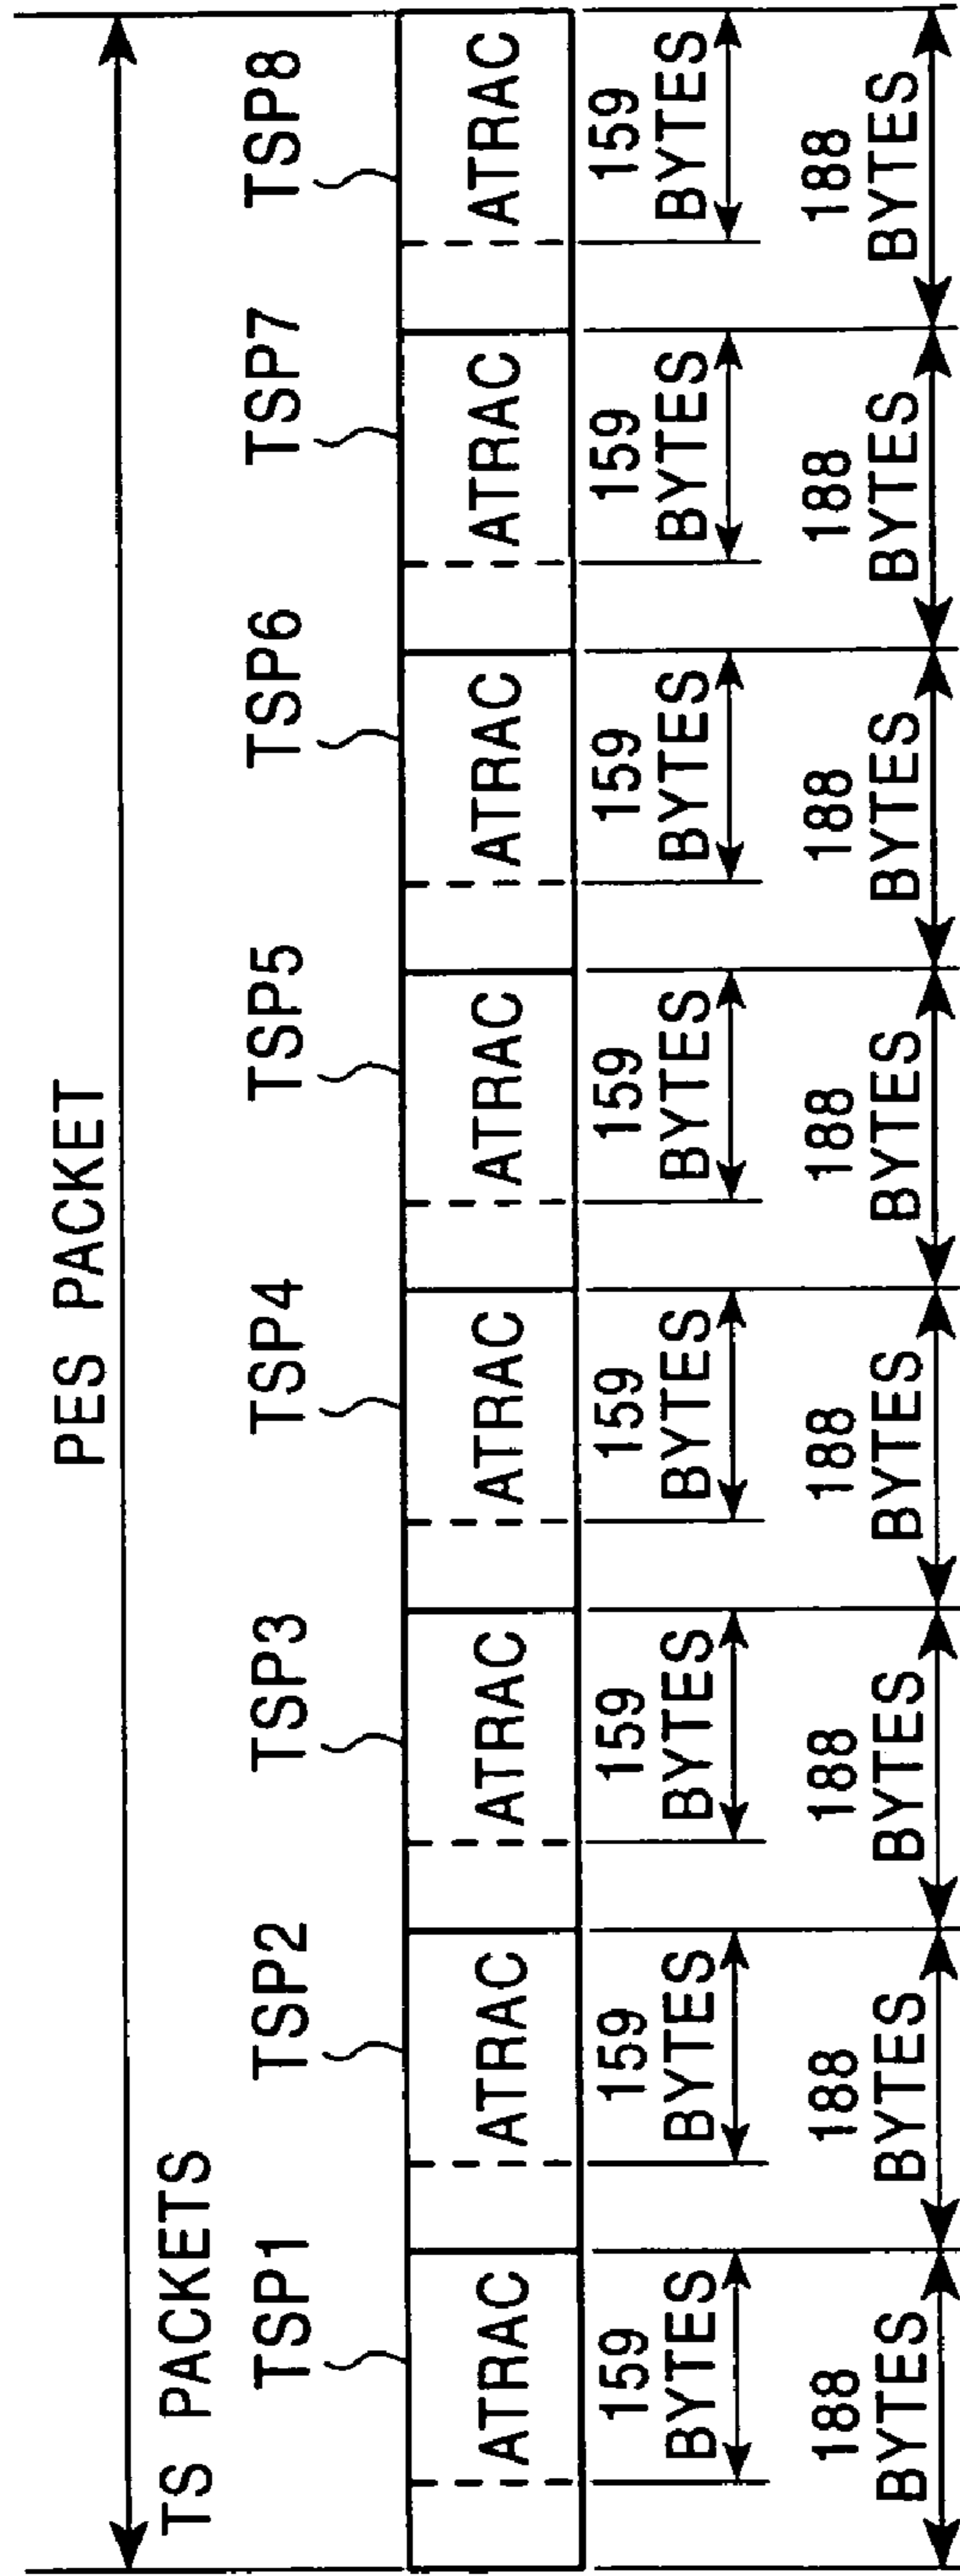 PES PACKET
TS PACKETS
TSP1
TSP2
TSP3
TSP4
TSP5
TSP6
TSP7
TSP8
ATRAC
ATRAC
ATRAC
ATRAC
ATRAC
ATRAC
ATRAC
ATRAC
159
BYTES
159
BYTES
159
BYTES
159
BYTES
159
BYTES
159
BYTES
159
BYTES
159
BYTES
188
BYTES
188
BYTES
188
BYTES
188
BYTES
188
BYTES
188
BYTES
188
BYTES
188
BYTES